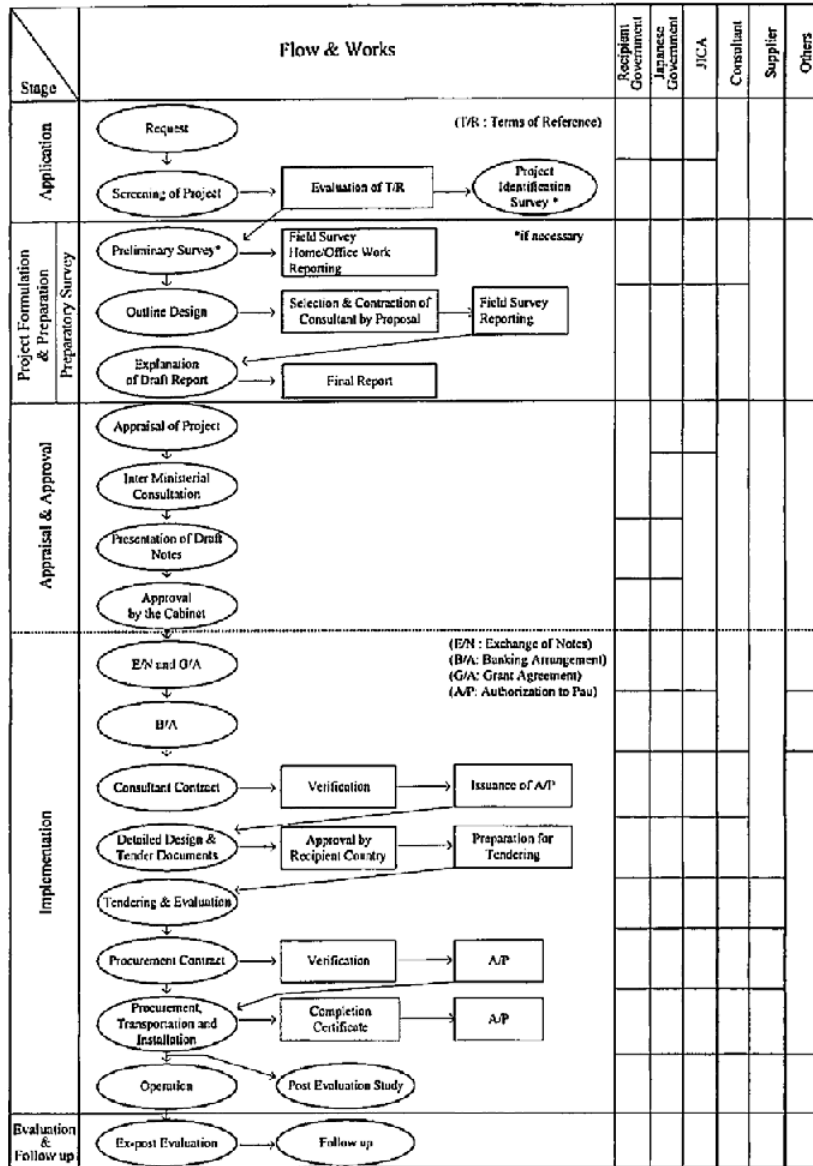 Stage
Flow & Works
Recipient
Government
Japanese
Government
JICA
Consultant
Supplier
Others
Application
Request
(T/R : Terms of Reference)
Screening of Project
Evaluation of T/R
Project
Identification
Survey *
Project Formulation
& Preparation
Preparatory Survey
Preliminary Survey*
Field Survey
Home/Office Work
Reporting
*if necessary
Outline Design
Selection & Contraction of
Consultant by Proposal
Field Survey
Reporting
Explanation
of Draft Report
Final Report
Appraisal & Approval
Appraisal of Project
Inter Ministerial
Consultation
Presentation of Draft
Notes
Approval
by the Cabinet
Implementation
E/N and G/A
(E/N : Exchange of Notes)
(B/A: Banking Arrangement)
(G/A: Grant Agreement)
(A/P: Authorization to Pau)
B/A
Consultant Contract
Verification
Issuance of A/P
Detailed Design &
Tender Documents
Approval by
Recipient Country
Preparation for
Tendering
Tendering & Evaluation
Procurement Contract
Verification
A/P
Procurement,
Transportation and
Installation
Completion
Certificate
A/P
Operation
Post Evaluation Study
Evaluation
&
Follow up
Ex-post Evaluation
Follow up